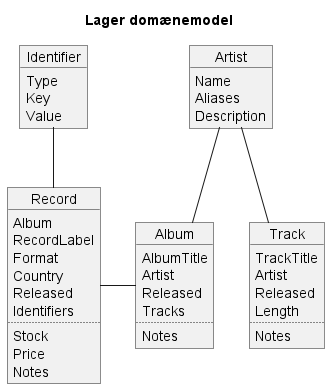 Lager domænemodel
Identifier
Type
Key
Value
Artist
Name
Aliases
Description
Record
Album
RecordLabel
Format
Country
Released
Identifiers
Stock
Price
Notes
Album
AlbumTitle
Artist
Released
Tracks
Notes
Track
TrackTitle
Artist
Released
Length
Notes